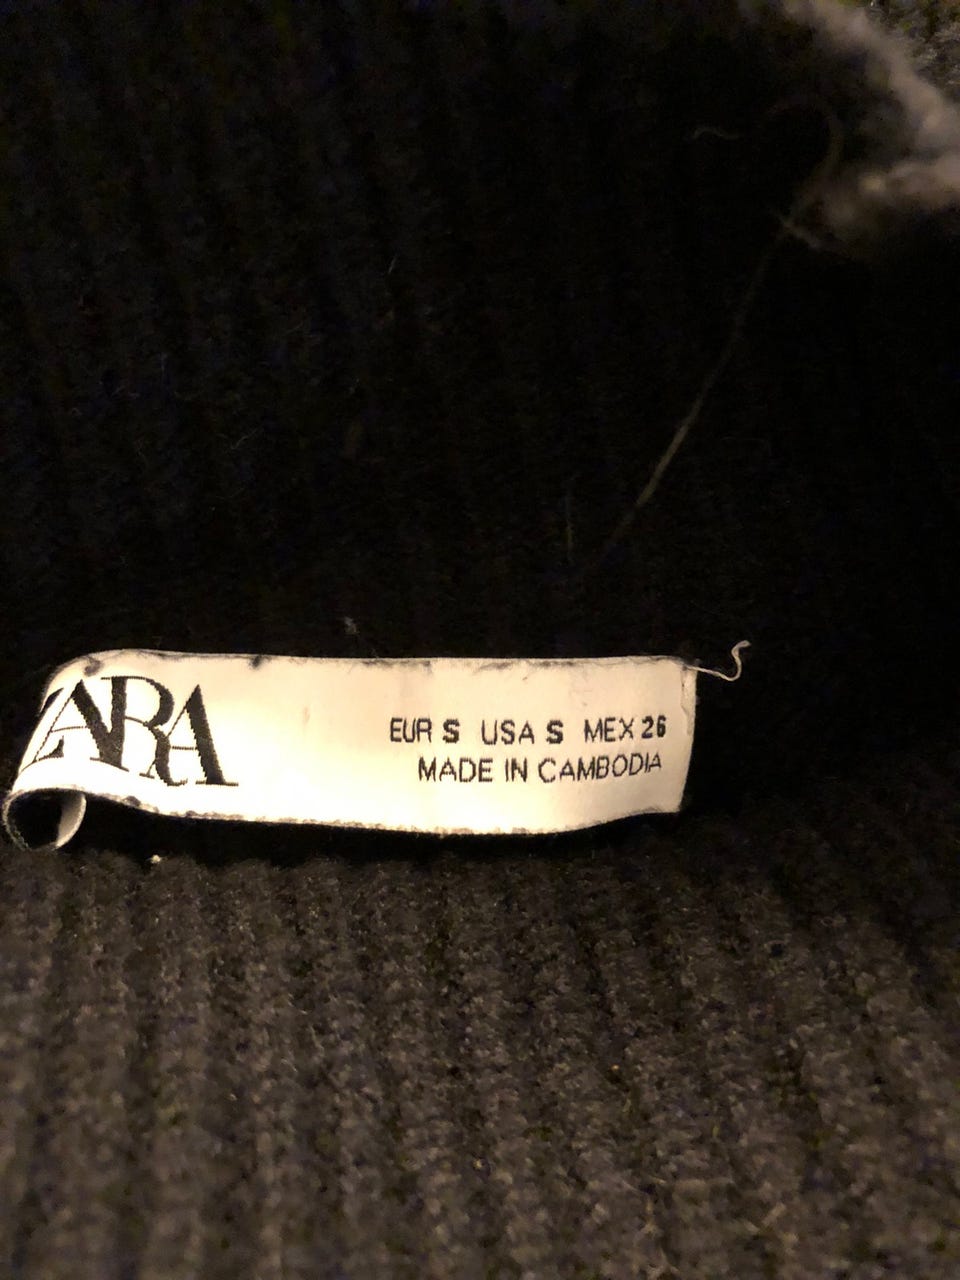 ZARA
EUR S USA S MEX 26
MADE IN CAMBODIA